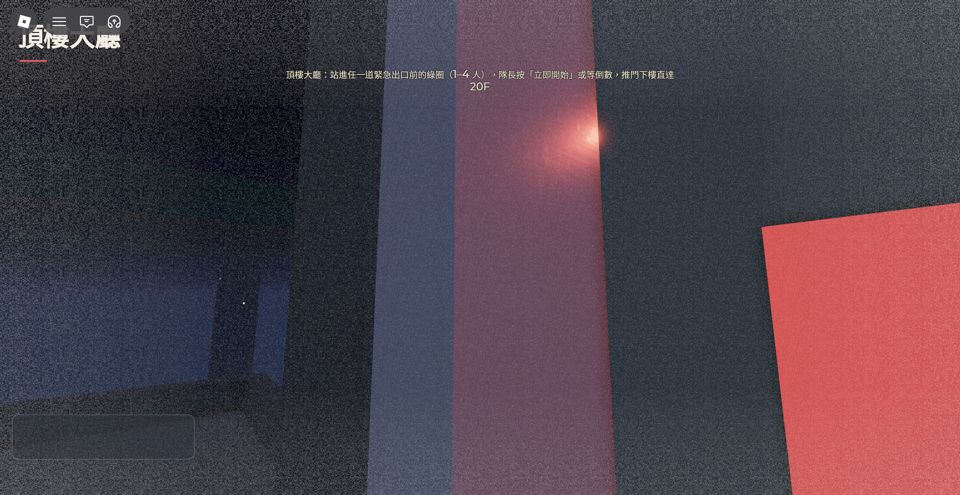 頂樓大廳
頂樓大廳：站進任一道緊急出口前的綠圈（1–4 人），隊長按「立即開始」或等倒數，推門下樓直達
20F